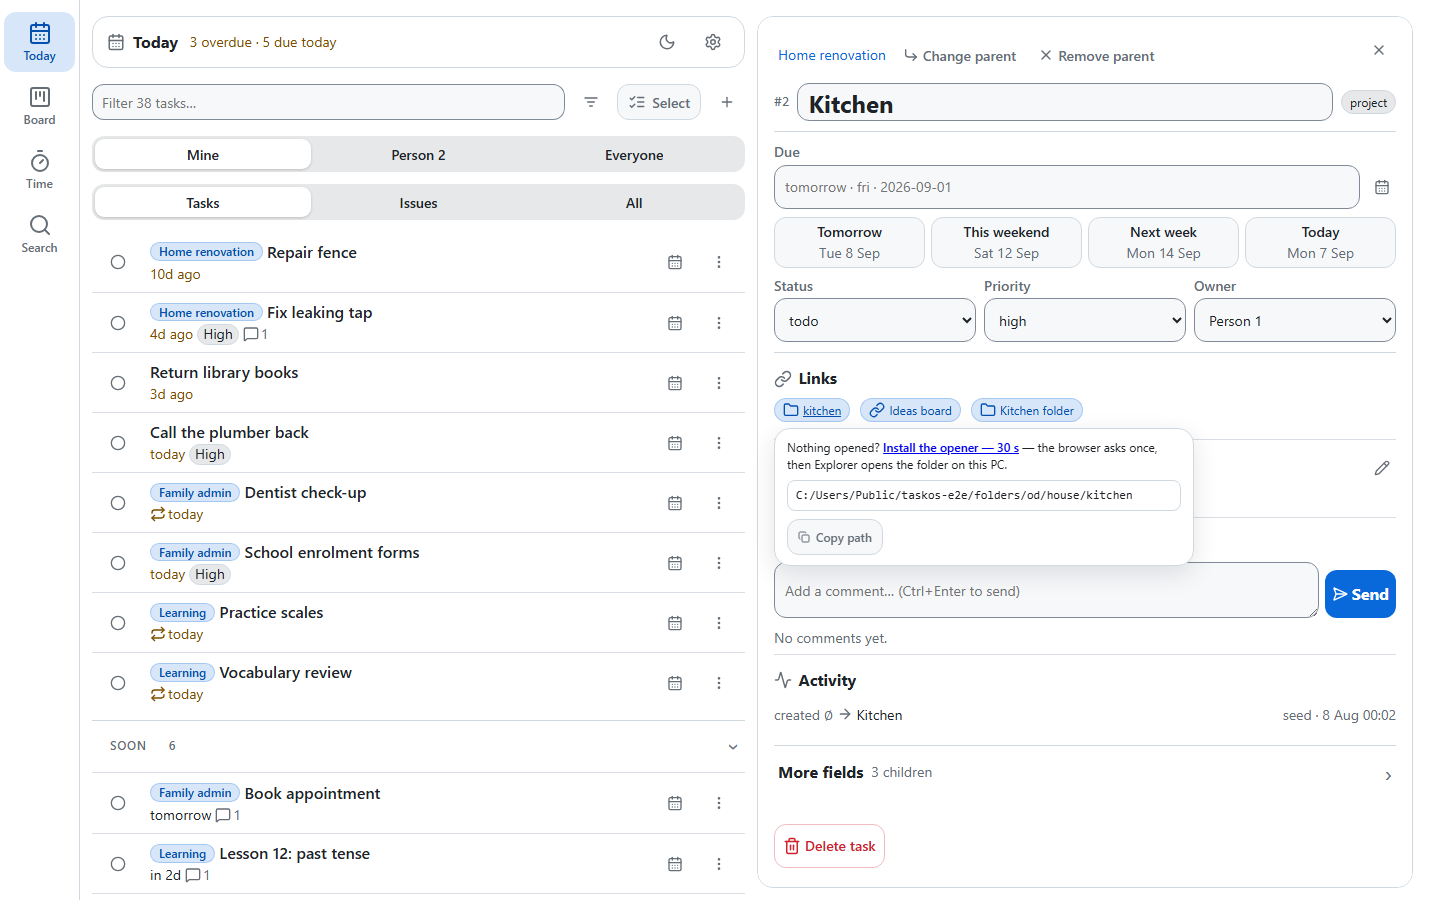 Today
Board
Time
Search
Today 3 overdue · 5 due today
Filter 38 tasks...
Select
Mine
Person 2
Everyone
Tasks
Issues
All
Home renovation Repair fence
10d ago
Home renovation Fix leaking tap
4d ago High 1
Return library books
3d ago
Call the plumber back
today High
Family admin Dentist check-up
today
Family admin School enrolment forms
today High
Learning Practice scales
today
Learning Vocabulary review
today
SOON 6
Family admin Book appointment
tomorrow 1
Learning Lesson 12: past tense
in 2d 1
Home renovation Change parent Remove parent
#2 Kitchen project
Due
tomorrow · fri · 2026-09-01
Tomorrow
Tue 8 Sep
This weekend
Sat 12 Sep
Next week
Mon 14 Sep
Today
Mon 7 Sep
Status
Priority
Owner
todo
high
Person 1
Links
kitchen
Ideas board
Kitchen folder
Nothing opened? Install the opener — 30 s — the browser asks once,
then Explorer opens the folder on this PC.
C:/Users/Public/taskos-e2e/folders/od/house/kitchen
Copy path
Add a comment... (Ctrl+Enter to send)
Send
No comments yet.
Activity
created ∅ → Kitchen
seed · 8 Aug 00:02
More fields 3 children
Delete task